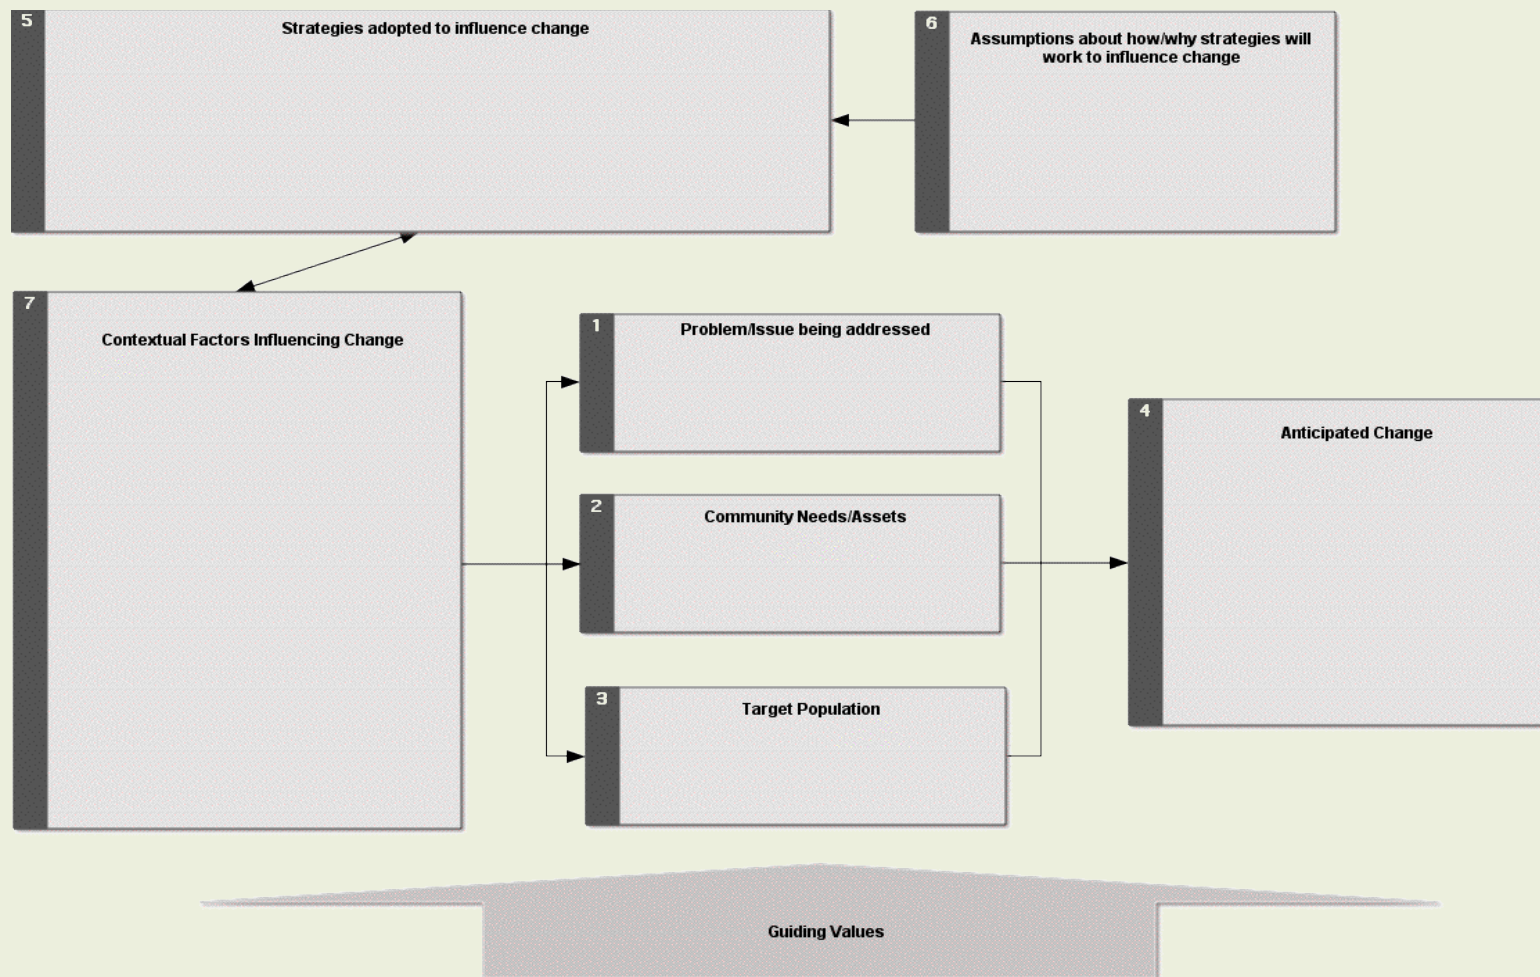 5
Strategies adopted to influence change
6
Assumptions about how/why strategies will
work to influence change
7
Contextual Factors Influencing Change
1
Problem/Issue being addressed
2
Community Needs/Assets
3
Target Population
4
Anticipated Change
Guiding Values